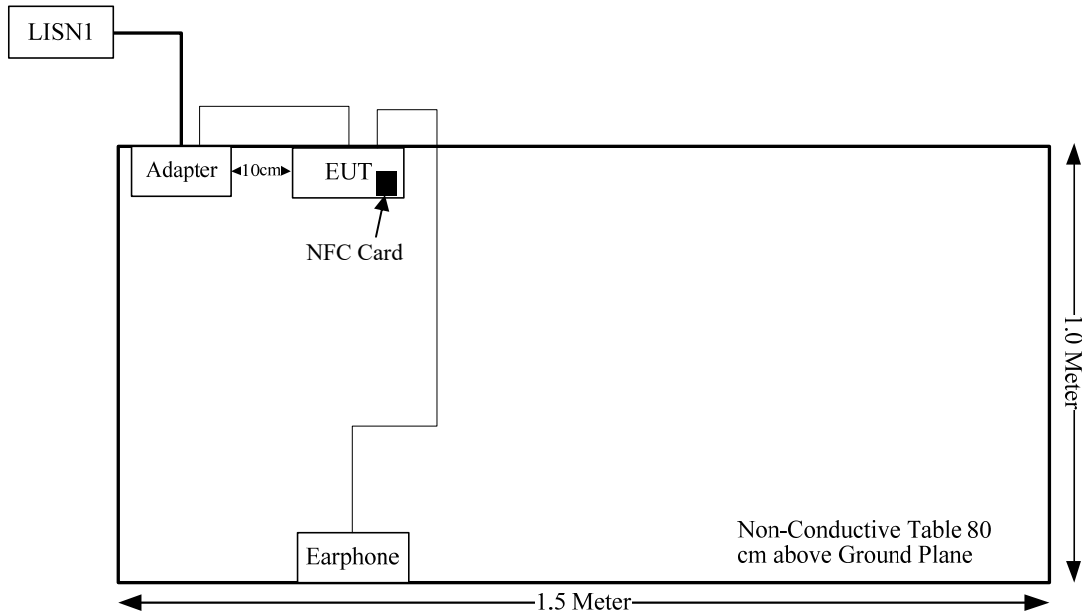 LISN1
Adapter
10cm
EUT
NFC Card
1.0 Meter
Earphone
Non-Conductive Table 80
cm above Ground Plane
1.5 Meter